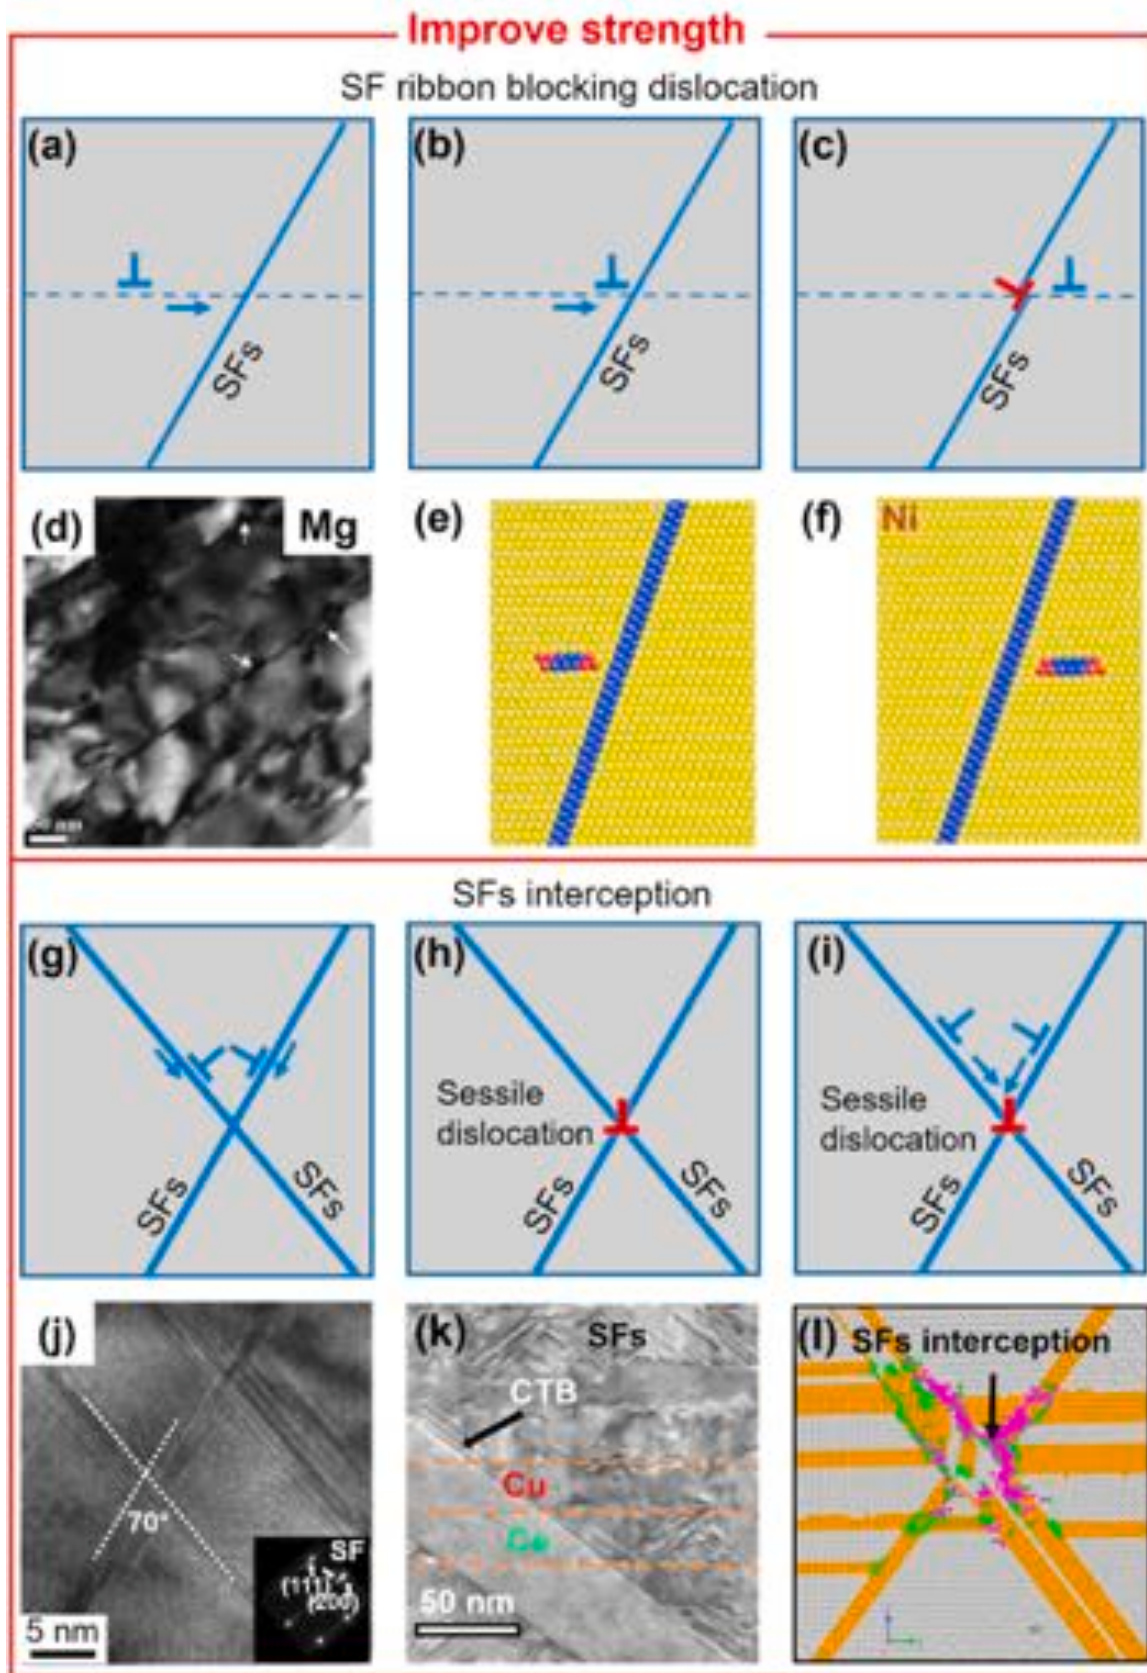 Improve strength
SF ribbon blocking dislocation
(a)
SFs
(b)
SFs
(c)
SFs
(d)
Mg
(e)
(f)
Ni
SFs interception
(g)
SFs
SFs
(h)
Sessile
dislocation
SFs
SFs
(i)
Sessile
dislocation
SFs
SFs
(j)
70°
SF
(111)
(200)
5 nm
(k)
SFs
CTB
Cu
Co
50 nm
(l) SFs interception